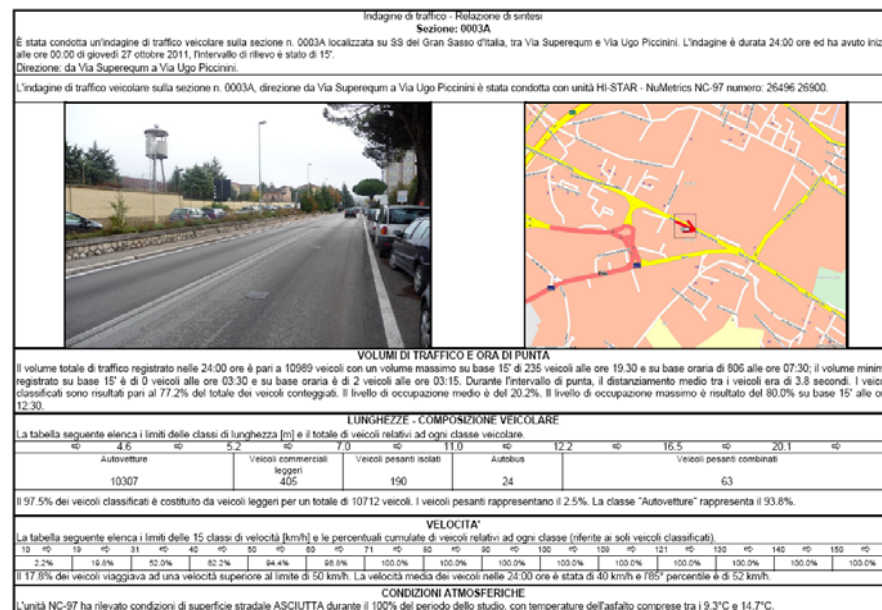 Indagine di traffico - Relazione di sintesi
Sezione: 0003A
È stata condotta un'indagine di traffico veicolare sulla sezione n. 0003A localizzata su SS del Gran Sasso d'Italia, tra Via Superequm e Via Ugo Piccinini. L'indagine è durata 24:00 ore ed ha avuto iniz
alle ore 00:00 di giovedì 27 ottobre 2011, l'intervallo di rilievo è stato di 15'.
Direzione: da Via Superequm a Via Ugo Piccinini.
L'indagine di traffico veicolare sulla sezione n. 0003A, direzione da Via Superequm a Via Ugo Piccinini è stata condotta con unità HI-STAR - NuMetrics NC-97 numero: 26496 26900.
VOLUMI DI TRAFFICO E ORA DI PUNTA
Il volume totale di traffico registrato nelle 24:00 ore è pari a 10989 veicoli con un volume massimo su base 15' di 235 veicoli alle ore 19.30 e su base oraria di 806 alle ore 07:30; il volume minim
registrato su base 15' è di 0 veicoli alle ore 03:30 e su base oraria è di 2 veicoli alle ore 03:15. Durante l'intervallo di punta, il distanziamento medio tra i veicoli era di 3.8 secondi. I veico
classificati sono risultati pari al 77.2% del totale dei veicoli conteggiati. Il livello di occupazione medio è del 20.2%. Il livello di occupazione massimo è risultato del 80.0% su base 15' alle o
12:30.
LUNGHEZZE - COMPOSIZIONE VEICOLARE
La tabella seguente elenca i limiti delle classi di lunghezza [m] e il totale di veicoli relativi ad ogni classe veicolare.
⇨ 4.6 ⇨ 5.2 ⇨ 7.0 ⇨ 11.0 ⇨ 12.2 ⇨ 16.5 ⇨ 20.1 ⇨
Autovetture Veicoli commerciali leggeri Veicoli pesanti isolati Autobus Veicoli pesanti combinati
10307 405 190 24 63
Il 97.5% dei veicoli classificati è costituito da veicoli leggeri per un totale di 10712 veicoli. I veicoli pesanti rappresentano il 2.5%. La classe "Autovetture" rappresenta il 93.8%.
VELOCITA'
La tabella seguente elenca i limiti delle 15 classi di velocità [km/h] e le percentuali cumulate di veicoli relativi ad ogni classe (riferite ai soli veicoli classificati).
10 ⇨ 19 ⇨ 31 ⇨ 40 ⇨ 50 ⇨ 60 ⇨ 71 ⇨ 80 ⇨ 90 ⇨ 100 ⇨ 109 ⇨ 121 ⇨ 130 ⇨ 140 ⇨ 150 ⇨
2.2% 19.8% 52.0% 82.2% 94.4% 98.8% 100.0% 100.0% 100.0% 100.0% 100.0% 100.0% 100.0% 100.0% 100.0%
Il 17.8% dei veicoli viaggiava ad una velocità superiore al limite di 50 km/h. La velocità media dei veicoli nelle 24:00 ore è stata di 40 km/h e l'85° percentile è di 52 km/h.
CONDIZIONI ATMOSFERICHE
L'unità NC-97 ha rilevato condizioni di superficie stradale ASCIUTTA durante il 100% del periodo dello studio, con temperature dell'asfalto comprese tra i 9.3°C e 14.7°C.